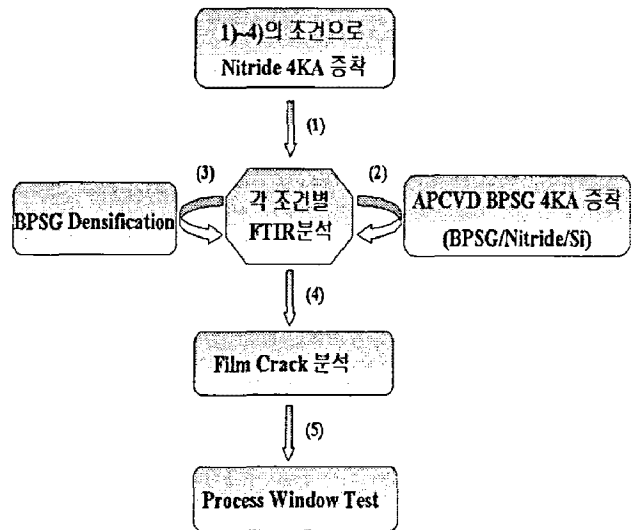 1)~4)의 조건으로
Nitride 4KA 증착
(1)
(3)
(2)
BPSG Densification
각 조건별
FTIR분석
APCVD BPSG 4KA 증착
(BPSG/Nitride/Si)
(4)
Film Crack 분석
(5)
Process Window Test